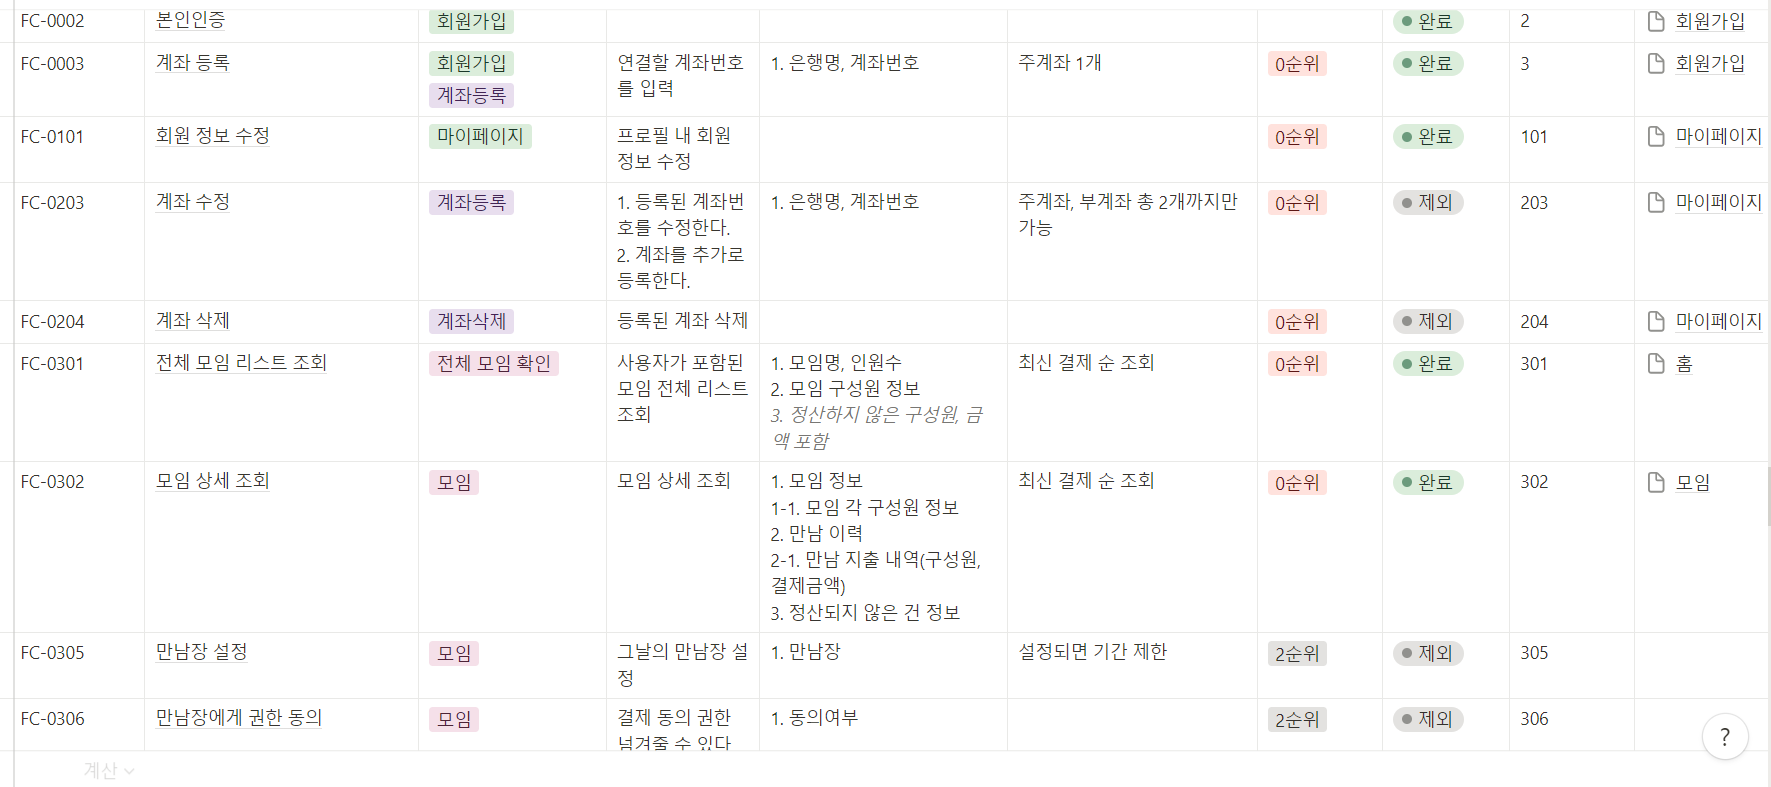 FC-0002 본인인증 회원가입 완료 2 회원가입
FC-0003 계좌 등록 회원가입 연결할 계좌번호 1. 은행명, 계좌번호 주계좌 1개 0순위 완료 3 회원가입
계좌등록 를 입력
FC-0101 회원 정보 수정 마이페이지 프로필 내 회원 0순위 완료 101 마이페이지
정보 수정
FC-0203 계좌 수정 계좌등록 1. 등록된 계좌번 1. 은행명, 계좌번호 주계좌, 부계좌 총 2개까지만 0순위 제외 203 마이페이지
호를 수정한다. 가능
2. 계좌를 추가로
등록한다.
FC-0204 계좌 삭제 계좌삭제 등록된 계좌 삭제 0순위 제외 204 마이페이지
FC-0301 전체 모임 리스트 조회 전체 모임 확인 사용자가 포함된 1. 모임명, 인원수 최신 결제 순 조회 0순위 완료 301 홈
모임 전체 리스트 2. 모임 구성원 정보
조회 3. 정산하지 않은 구성원, 금
액 포함
FC-0302 모임 상세 조회 모임 모임 상세 조회 1. 모임 정보 최신 결제 순 조회 0순위 완료 302 모임
1-1. 모임 각 구성원 정보
2. 만남 이력
2-1. 만남 지출 내역(구성원,
결제금액)
3. 정산되지 않은 건 정보
FC-0305 만남장 설정 모임 그날의 만남장 설 1. 만남장 설정되면 기간 제한 2순위 제외 305
정
FC-0306 만남장에게 권한 동의 모임 결제 동의 권한 1. 동의여부 2순위 제외 306
넘겨줄 수 있다
계산
?